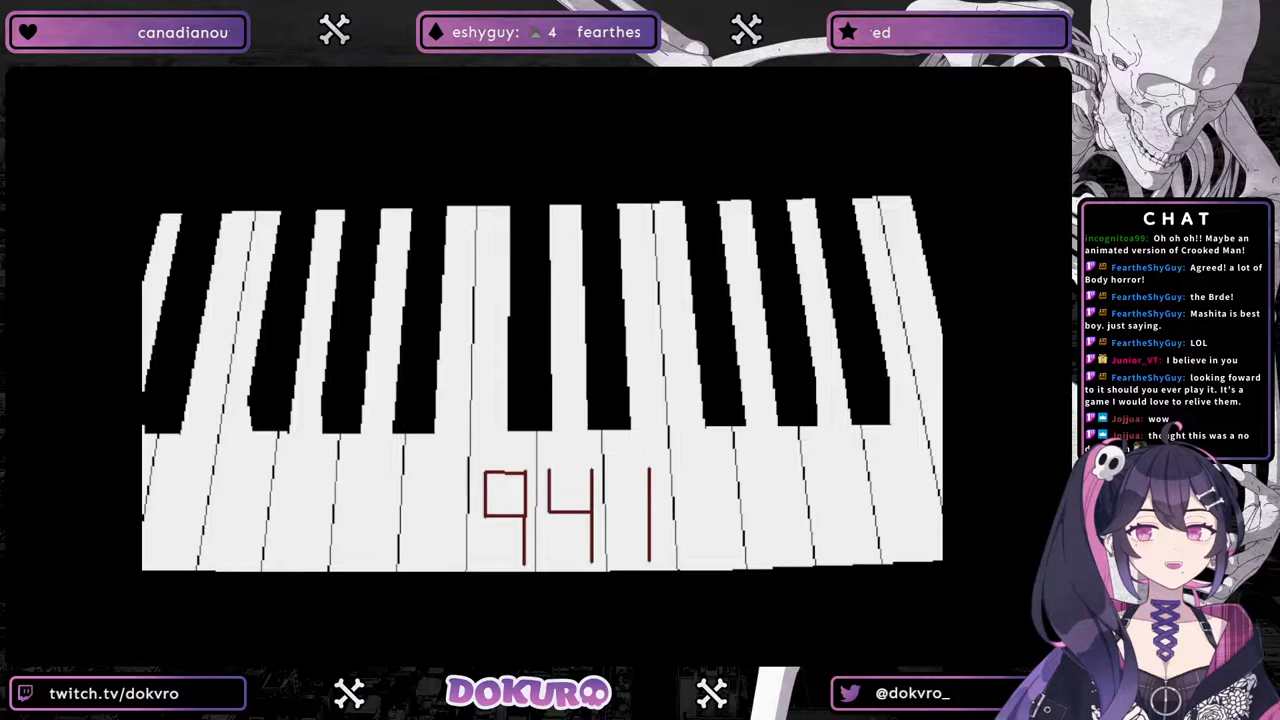 canadianou
eshyguy: 4 fearthes
ed
941
CHAT
incognitoa99: Oh oh oh!! Maybe an
animated version of Crooked Man!
FeartheShyGuy: Agreed! a lot of
Body horror!
FeartheShyGuy: the Brde!
FeartheShyGuy: Mashita is best
boy. just saying.
FeartheShyGuy: LOL
Junior_VT: I believe in you
FeartheShyGuy: looking foward
to it should you ever play it. It's a
game I would love to relive them.
Jojjua: wow
Jojjua: thought this was a no
twitch.tv/dokvro
DOKURO
@dokvro_